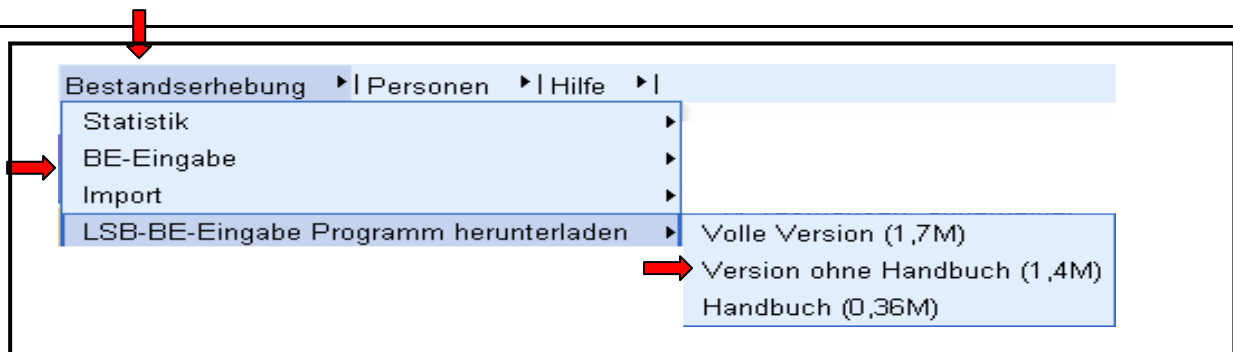 Bestandserhebung | Personen | Hilfe |
Statistik
BE-Eingabe
Import
LSB-BE-Eingabe Programm herunterladen
Volle Version (1,7M)
Version ohne Handbuch (1,4M)
Handbuch (0,36M)